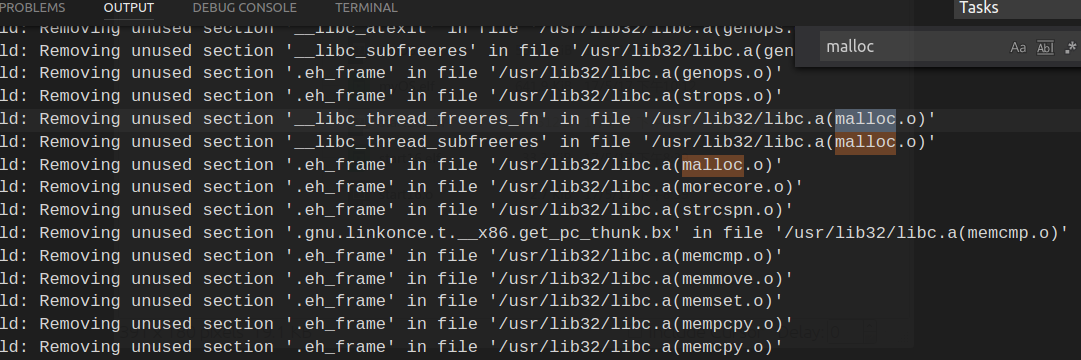 PROBLEMS OUTPUT DEBUG CONSOLE TERMINAL Tasks
ld: Removing unused section '__libc_atexit' in file '/usr/lib32/libc.a(genops.
malloc Aa Abl .*
ld: Removing unused section '__libc_subfreeres' in file '/usr/lib32/libc.a(gen
ld: Removing unused section '.eh_frame' in file '/usr/lib32/libc.a(genops.o)'
ld: Removing unused section '.eh_frame' in file '/usr/lib32/libc.a(strops.o)'
ld: Removing unused section '__libc_thread_freeres_fn' in file '/usr/lib32/libc.a(malloc.o)'
ld: Removing unused section '__libc_thread_subfreeres' in file '/usr/lib32/libc.a(malloc.o)'
ld: Removing unused section '.eh_frame' in file '/usr/lib32/libc.a(malloc.o)'
ld: Removing unused section '.eh_frame' in file '/usr/lib32/libc.a(morecore.o)'
ld: Removing unused section '.eh_frame' in file '/usr/lib32/libc.a(strcspn.o)'
ld: Removing unused section '.gnu.linkonce.t.__x86.get_pc_thunk.bx' in file '/usr/lib32/libc.a(memcmp.o)'
ld: Removing unused section '.eh_frame' in file '/usr/lib32/libc.a(memcmp.o)'
ld: Removing unused section '.eh_frame' in file '/usr/lib32/libc.a(memmove.o)'
ld: Removing unused section '.eh_frame' in file '/usr/lib32/libc.a(memset.o)'
ld: Removing unused section '.eh_frame' in file '/usr/lib32/libc.a(mempcpy.o)'
ld: Removing unused section '.eh_frame' in file '/usr/lib32/libc.a(memcpy.o)'